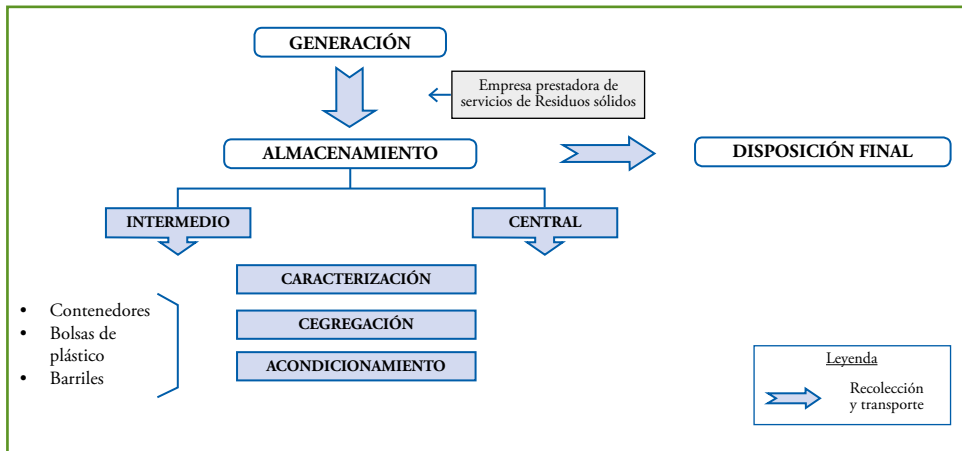 GENERACIÓN
Empresa prestadora de
servicios de Residuos sólidos
ALMACENAMIENTO
DISPOSICIÓN FINAL
INTERMEDIO
CENTRAL
CARACTERIZACIÓN
• Contenedores
• Bolsas de
plástico
• Barriles
CEGREGACIÓN
ACONDICIONAMIENTO
Leyenda
Recolección
y transporte